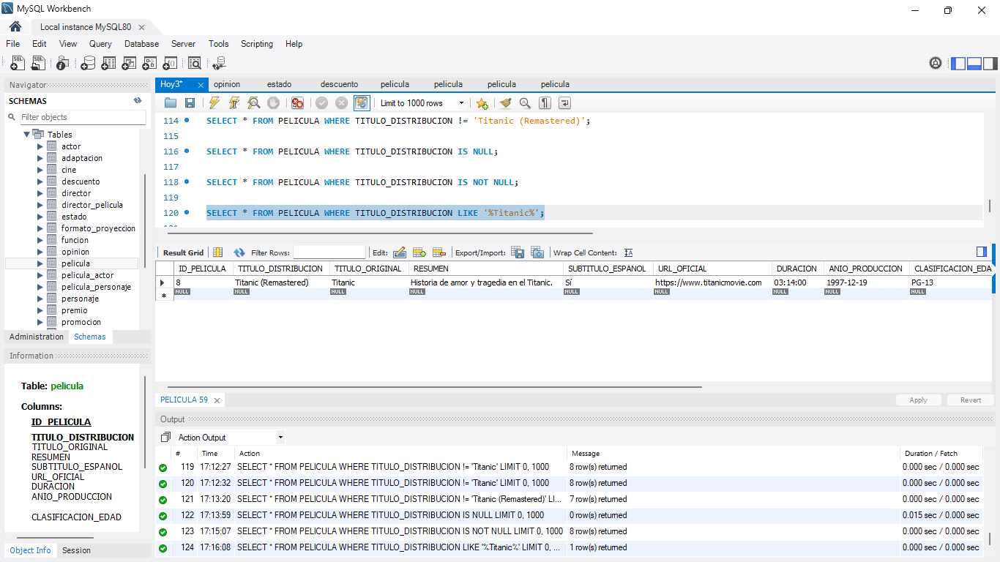 MySQL Workbench
Local instance MySQL80
File Edit View Query Database Server Tools Scripting Help
Navigator
SCHEMAS
Filter objects
Tables
actor
adaptacion
cine
descuento
director
director_pelicula
estado
formato_proyeccion
funcion
opinion
pelicula
pelicula_actor
pelicula_personaje
personaje
premio
promocion
Administration Schemas
Information
Table: pelicula
Columns:
ID_PELICULA
TITULO_DISTRIBUCION
TITULO_ORIGINAL
RESUMEN
SUBTITULO_ESPANOL
URL_OFICIAL
DURACION
ANIO_PRODUCCION
CLASIFICACION_EDAD
Object Info Session
Hoy3* opinion estado descuento pelicula pelicula pelicula pelicula
Limit to 1000 rows
114 SELECT * FROM PELICULA WHERE TITULO_DISTRIBUCION != 'Titanic (Remastered)';
115
116 SELECT * FROM PELICULA WHERE TITULO_DISTRIBUCION IS NULL;
117
118 SELECT * FROM PELICULA WHERE TITULO_DISTRIBUCION IS NOT NULL;
119
120 SELECT * FROM PELICULA WHERE TITULO_DISTRIBUCION LIKE '%Titanic%';
Result Grid Filter Rows: Edit: Export/Import: Wrap Cell Content:
ID_PELICULA TITULO_DISTRIBUCION TITULO_ORIGINAL RESUMEN SUBTITULO_ESPANOL URL_OFICIAL DURACION ANIO_PRODUCCION CLASIFICACION_EDA
8 Titanic (Remastered) Titanic Historia de amor y tragedia en el Titanic. Sí https://www.titanicmovie.com 03:14:00 1997-12-19 PG-13
NULL NULL NULL NULL NULL NULL NULL NULL NULL
PELICULA 59
Apply Revert
Output
Action Output
# Time Action Message Duration / Fetch
119 17:12:27 SELECT * FROM PELICULA WHERE TITULO_DISTRIBUCION != 'Titanic' LIMIT 0, 1000 8 row(s) returned 0.000 sec / 0.000 sec
120 17:12:32 SELECT * FROM PELICULA WHERE TITULO_DISTRIBUCION != 'Titanic' LIMIT 0, 1000 8 row(s) returned 0.000 sec / 0.000 sec
121 17:13:20 SELECT * FROM PELICULA WHERE TITULO_DISTRIBUCION != 'Titanic (Remastered)' LI... 7 row(s) returned 0.000 sec / 0.000 sec
122 17:13:59 SELECT * FROM PELICULA WHERE TITULO_DISTRIBUCION IS NULL LIMIT 0, 1000 0 row(s) returned 0.015 sec / 0.000 sec
123 17:15:07 SELECT * FROM PELICULA WHERE TITULO_DISTRIBUCION IS NOT NULL LIMIT 0, 1000 8 row(s) returned 0.000 sec / 0.000 sec
124 17:16:08 SELECT * FROM PELICULA WHERE TITULO_DISTRIBUCION LIKE '%Titanic%' LIMIT 0, ... 1 row(s) returned 0.000 sec / 0.000 sec